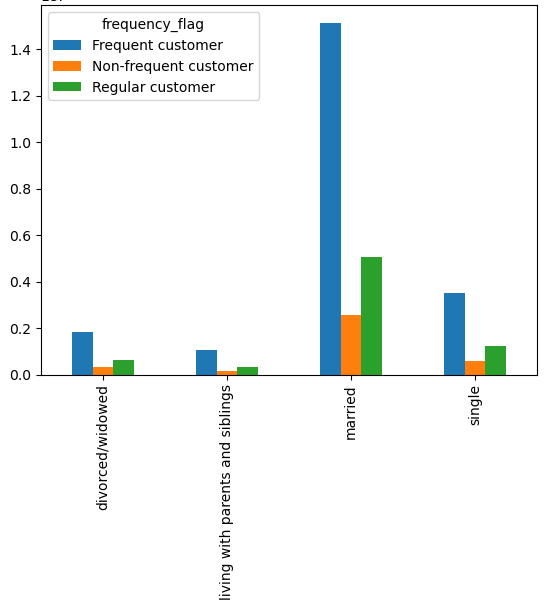 frequency_flag
Frequent customer
Non-frequent customer
Regular customer
1.4
1.2
1.0
0.8
0.6
0.4
0.2
0.0
divorced/widowed
living with parents and siblings
married
single